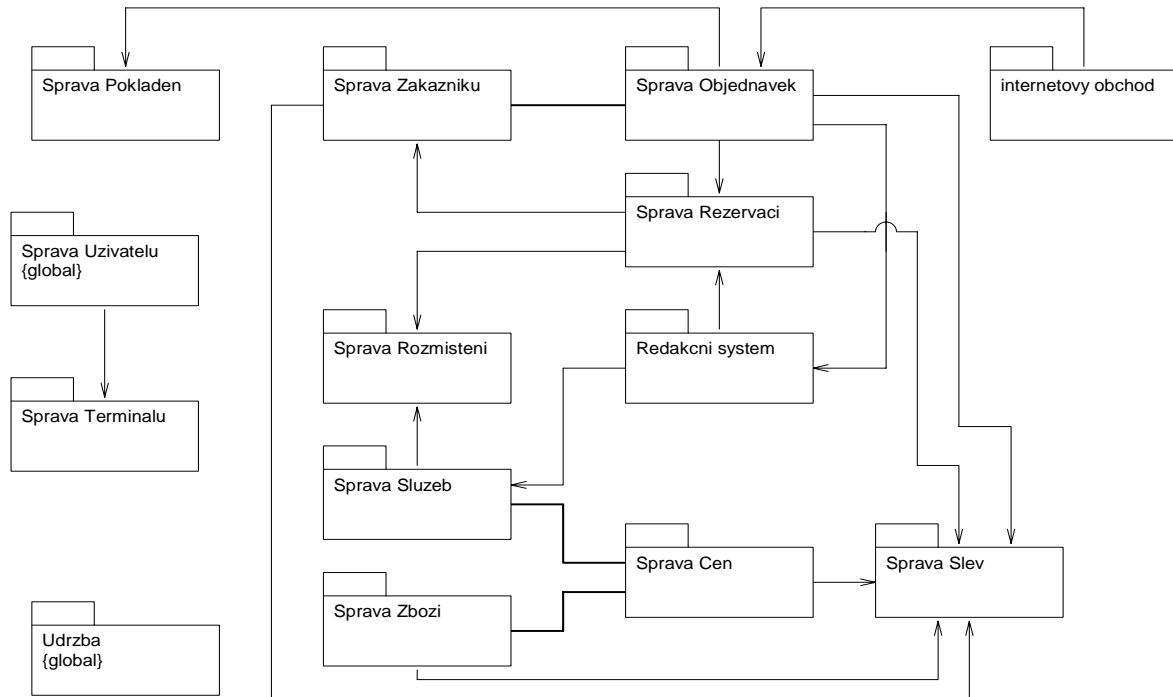 Sprava Pokladen
Sprava Zakazniku
Sprava Objednavek
internetovy obchod
Sprava Rezervaci
Sprava Uzivatelu
{global}
Sprava Rozmisteni
Redakcni system
Sprava Terminalu
Sprava Sluzeb
Sprava Cen
Sprava Slev
Sprava Zbozi
Udrzba
{global}